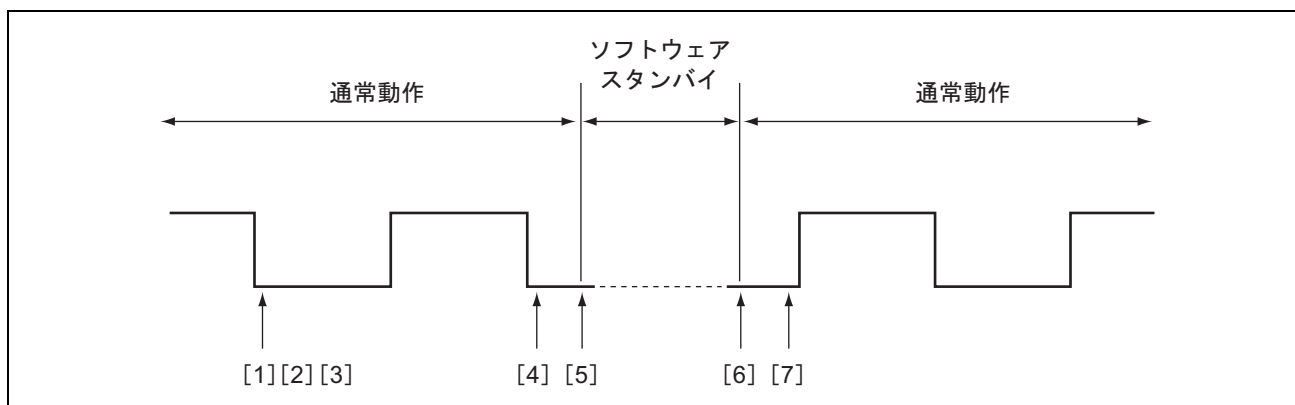 ソフトウェア
スタンバイ
通常動作
通常動作
[1][2][3]
[4]
[5]
[6]
[7]